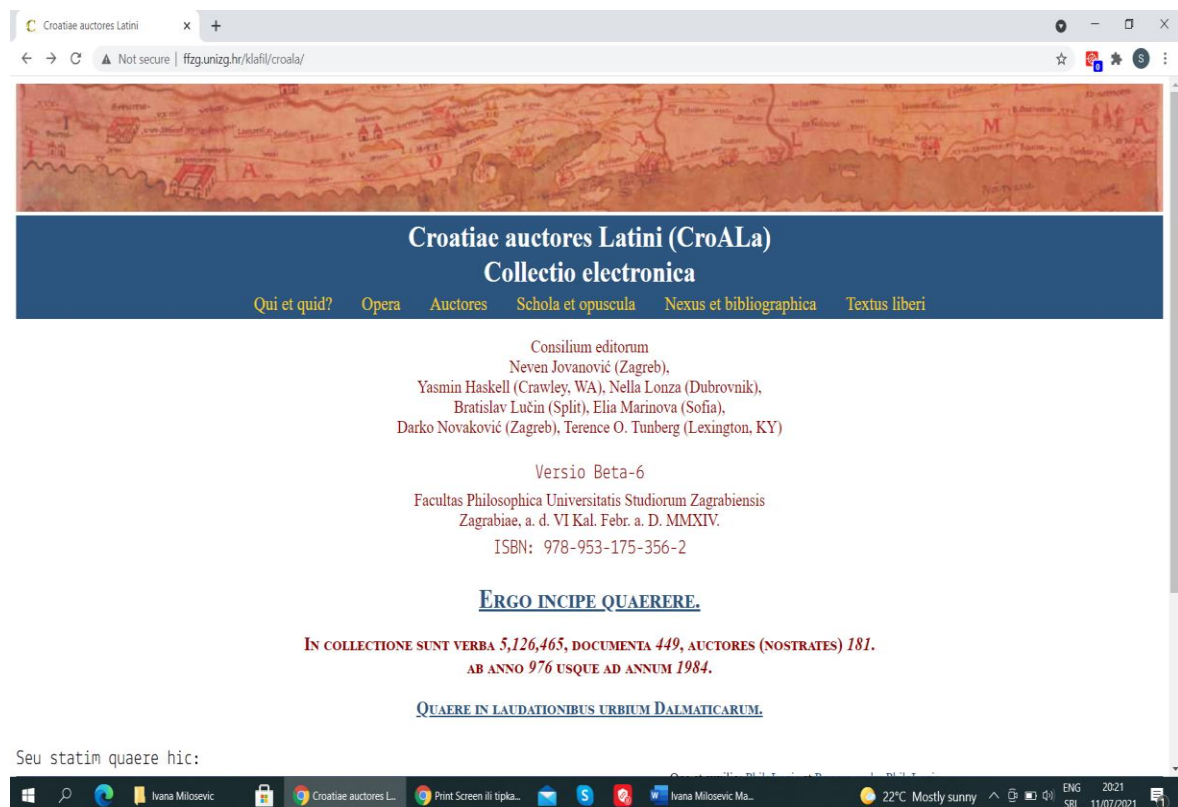 Croatiae auctores Latini
Not secure | ffzg.unizg.hr/klafil/croala/
S
0
M
A
Croatiae auctores Latini (CroALa)
Collectio electronica
Qui et quid? Opera Auctores Schola et opuscula Nexus et bibliographica Textus liberi
Consilium editorum
Neven Jovanović (Zagreb),
Yasmin Haskell (Crawley, WA), Nella Lonza (Dubrovnik),
Bratislav Lučin (Split), Elia Marinova (Sofia),
Darko Novaković (Zagreb), Terence O. Tunberg (Lexington, KY)
Versio Beta-6
Facultas Philosophica Universitatis Studiorum Zagrabiensis
Zagrabiae, a. d. VI Kal. Febr. a. D. MMXIV.
ISBN: 978-953-175-356-2
Ergo incipe quaerere.
In collectione sunt verba 5,126,465, documenta 449, auctores (nostrates) 181.
ab anno 976 usque ad annum 1984.
Quaere in laudationibus urbium Dalmaticarum.
Seu statim quaere hic:
Ivana Milosevic Croatiae auctores L... Print Screen ili tipka... Ivana Milosevic Ma... 22°C Mostly sunny ENG 20:21
SRL 11/07/2021